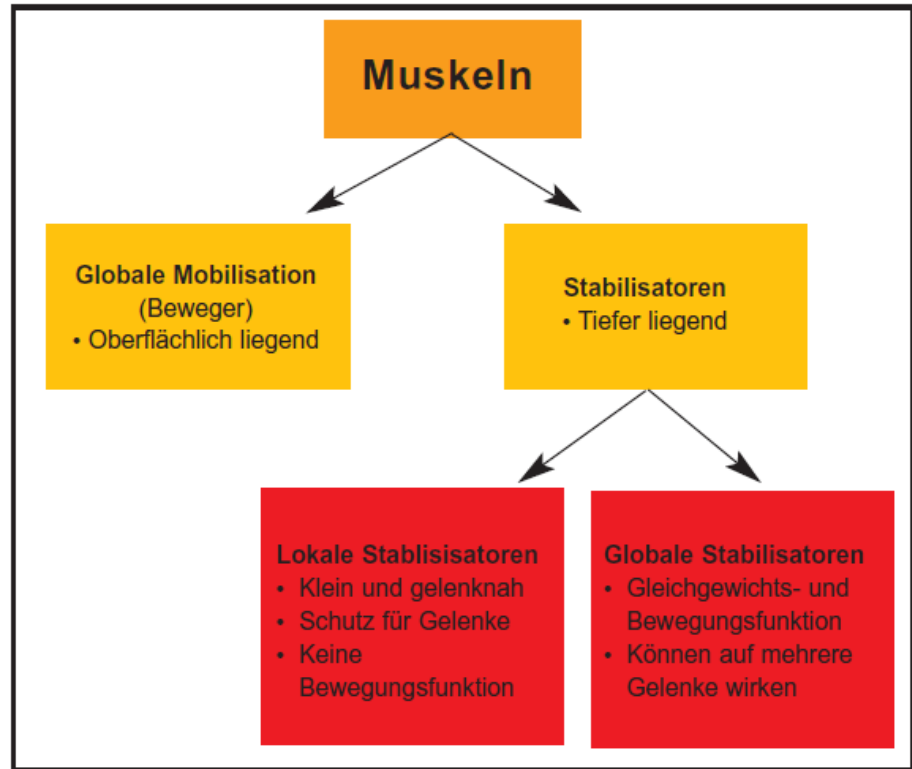 Muskeln
Globale Mobilisation
(Beweger)
• Oberflächlich liegend
Stabilisatoren
• Tiefer liegend
Lokale Stablisisatoren
• Klein und gelenknah
• Schutz für Gelenke
• Keine
Bewegungsfunktion
Globale Stabilisatoren
• Gleichgewichts- und
Bewegungsfunktion
• Können auf mehrere
Gelenke wirken